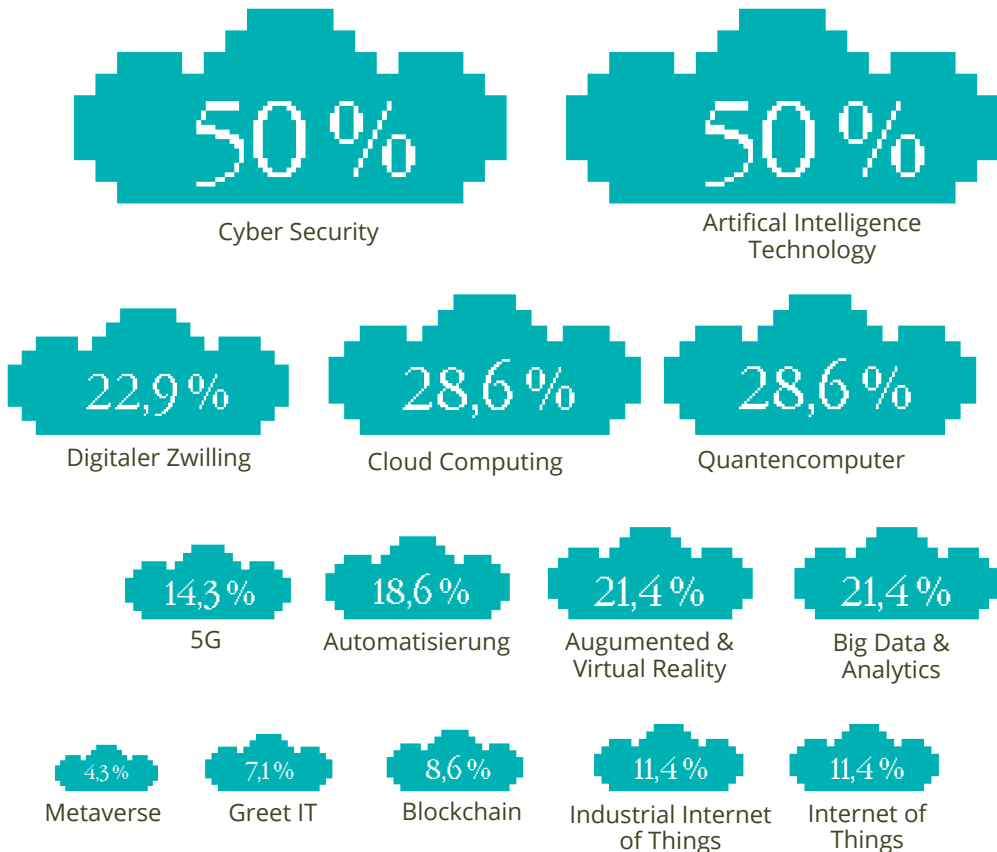 50 %
50 %
Cyber Security
Artifical Intelligence
Technology
22,9 %
28,6 %
28,6 %
Digitaler Zwilling
Cloud Computing
Quantencomputer
14,3 %
18,6 %
21,4 %
21,4 %
5G
Automatisierung
Augumented &
Virtual Reality
Big Data &
Analytics
4,3 %
7,1 %
8,6 %
11,4 %
11,4 %
Metaverse
Greet IT
Blockchain
Industrial Internet
of Things
Internet of
Things